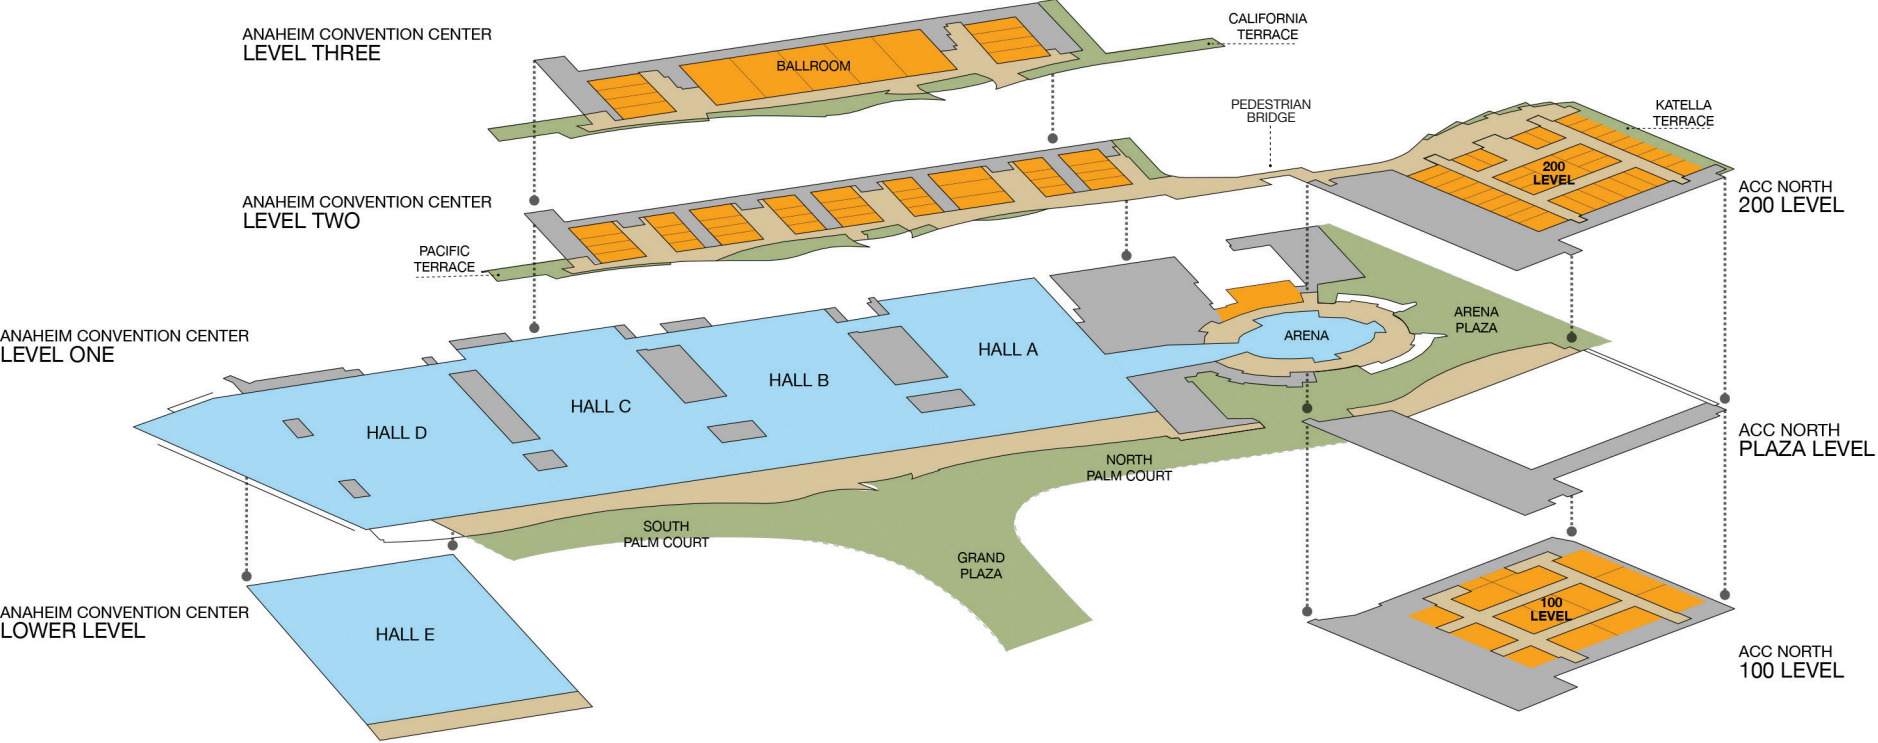 ANAHEIM CONVENTION CENTER
LEVEL THREE
CALIFORNIA
TERRACE
BALLROOM
PEDESTRIAN
BRIDGE
KATELLA
TERRACE
200
LEVEL
ACC NORTH
200 LEVEL
ANAHEIM CONVENTION CENTER
LEVEL TWO
PACIFIC
TERRACE
ANAHEIM CONVENTION CENTER
LEVEL ONE
ARENA
PLAZA
ARENA
HALL A
HALL B
HALL C
HALL D
ACC NORTH
PLAZA LEVEL
NORTH
PALM COURT
SOUTH
PALM COURT
GRAND
PLAZA
ANAHEIM CONVENTION CENTER
LOWER LEVEL
HALL E
100
LEVEL
ACC NORTH
100 LEVEL